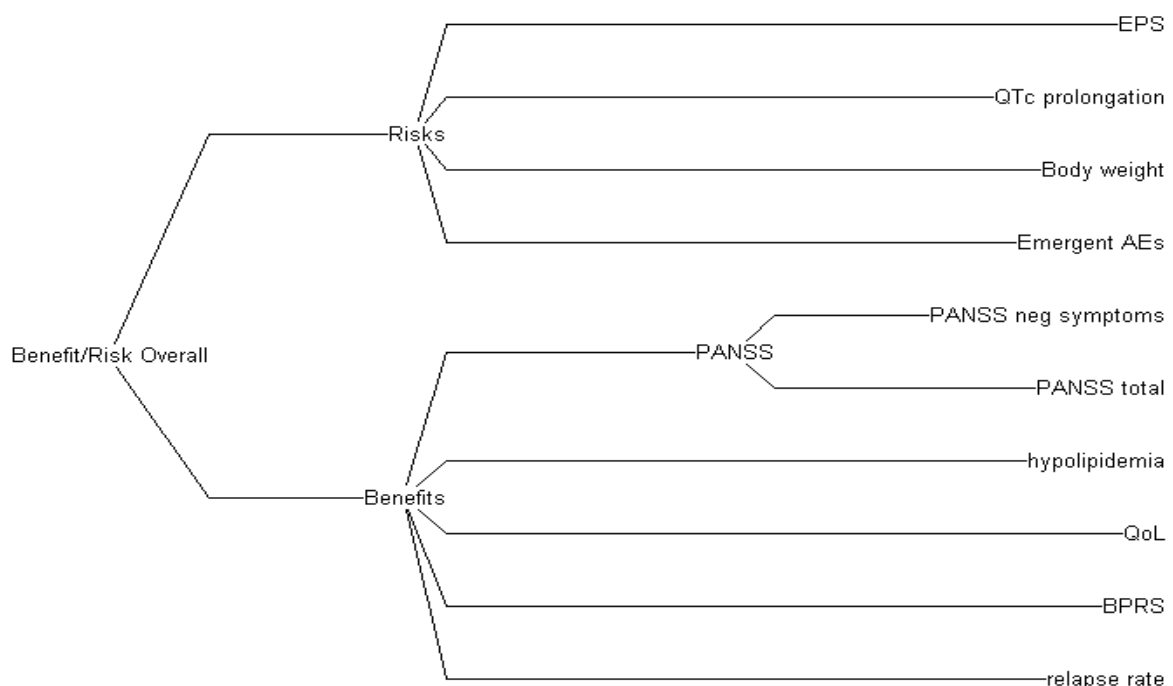 EPS
QTc prolongation
Risks
Body weight
Emergent AEs
PANSS neg symptoms
Benefit/Risk Overall
PANSS
PANSS total
hypolipidemia
Benefits
QoL
BPRS
relapse rate